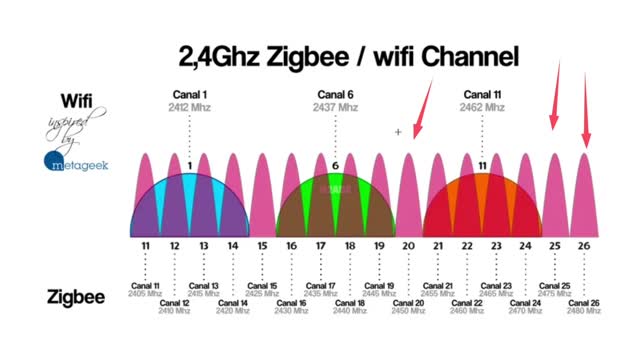 2,4Ghz Zigbee / wifi Channel
Wifi
inspired
by
metageek
Canal 1
2412 Mhz
Canal 6
2437 Mhz
Canal 11
2462 Mhz
1
6
11
11 12 13 14 15 16 17 18 19 20 21 22 23 24 25 26
Zigbee
Canal 11
2405 Mhz
Canal 12
2410 Mhz
Canal 13
2415 Mhz
Canal 14
2420 Mhz
Canal 15
2425 Mhz
Canal 16
2430 Mhz
Canal 17
2435 Mhz
Canal 18
2440 Mhz
Canal 19
2445 Mhz
Canal 20
2450 Mhz
Canal 21
2455 Mhz
Canal 22
2460 Mhz
Canal 23
2465 Mhz
Canal 24
2470 Mhz
Canal 25
2475 Mhz
Canal 26
2480 Mhz